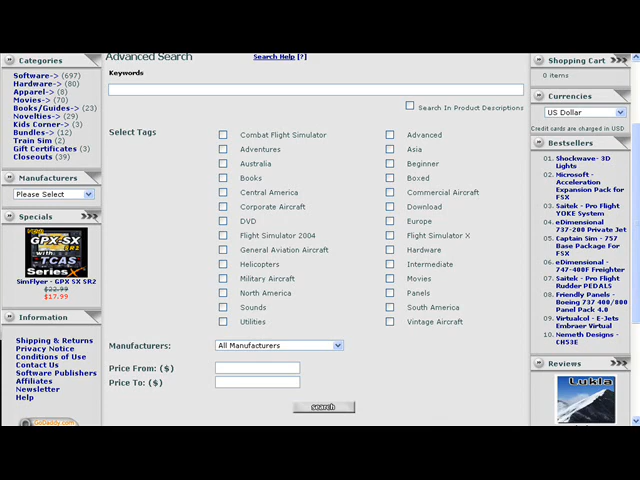 Categories
Software-> (697)
Hardware-> (80)
Apparel-> (8)
Movies-> (70)
Books/Guides-> (23)
Novelties-> (29)
Kids Corner-> (3)
Bundles-> (12)
Train Sim (2)
Gift Certificates (3)
Closeouts (39)
Manufacturers
Please Select
Specials
GPX-SX SR2
with
TCAS
SeriesX
SimFlyer - GPX SX SR2
$22.99
$17.99
Information
Shipping & Returns
Privacy Notice
Conditions of Use
Contact Us
Software Publishers
Affiliates
Newsletter
Help
GoDaddy.com
Advanced Search
Search Help [?]
Keywords
Search In Product Descriptions
Select Tags
Combat Flight Simulator
Advanced
Adventures
Asia
Australia
Beginner
Books
Boxed
Central America
Commercial Aircraft
Corporate Aircraft
Download
DVD
Europe
Flight Simulator 2004
Flight Simulator X
General Aviation Aircraft
Hardware
Helicopters
Intermediate
Military Aircraft
Movies
North America
Panels
Sounds
South America
Utilities
Vintage Aircraft
Manufacturers:
All Manufacturers
Price From: ($)
Price To: ($)
search
Shopping Cart
0 items
Currencies
US Dollar
Credit cards are charged in USD
Bestsellers
01. Shockwave - 3D
Lights
02. Microsoft -
Acceleration
Expansion Pack for
FSX
03. Saitek - Pro Flight
YOKE System
04. eDimensional
737-200 Private Jet
05. Captain Sim - 757
Base Package For
FSX
06. eDimensional -
747-400F Freighter
07. Saitek - Pro Flight
Rudder PEDALS
08. Friendly Panels -
Boeing 737 400/800
Panel Pack 4.0
09. Virtualcol - E-Jets
Embraer Virtual
10. Nemeth Designs -
CH53E
Reviews
Lukla